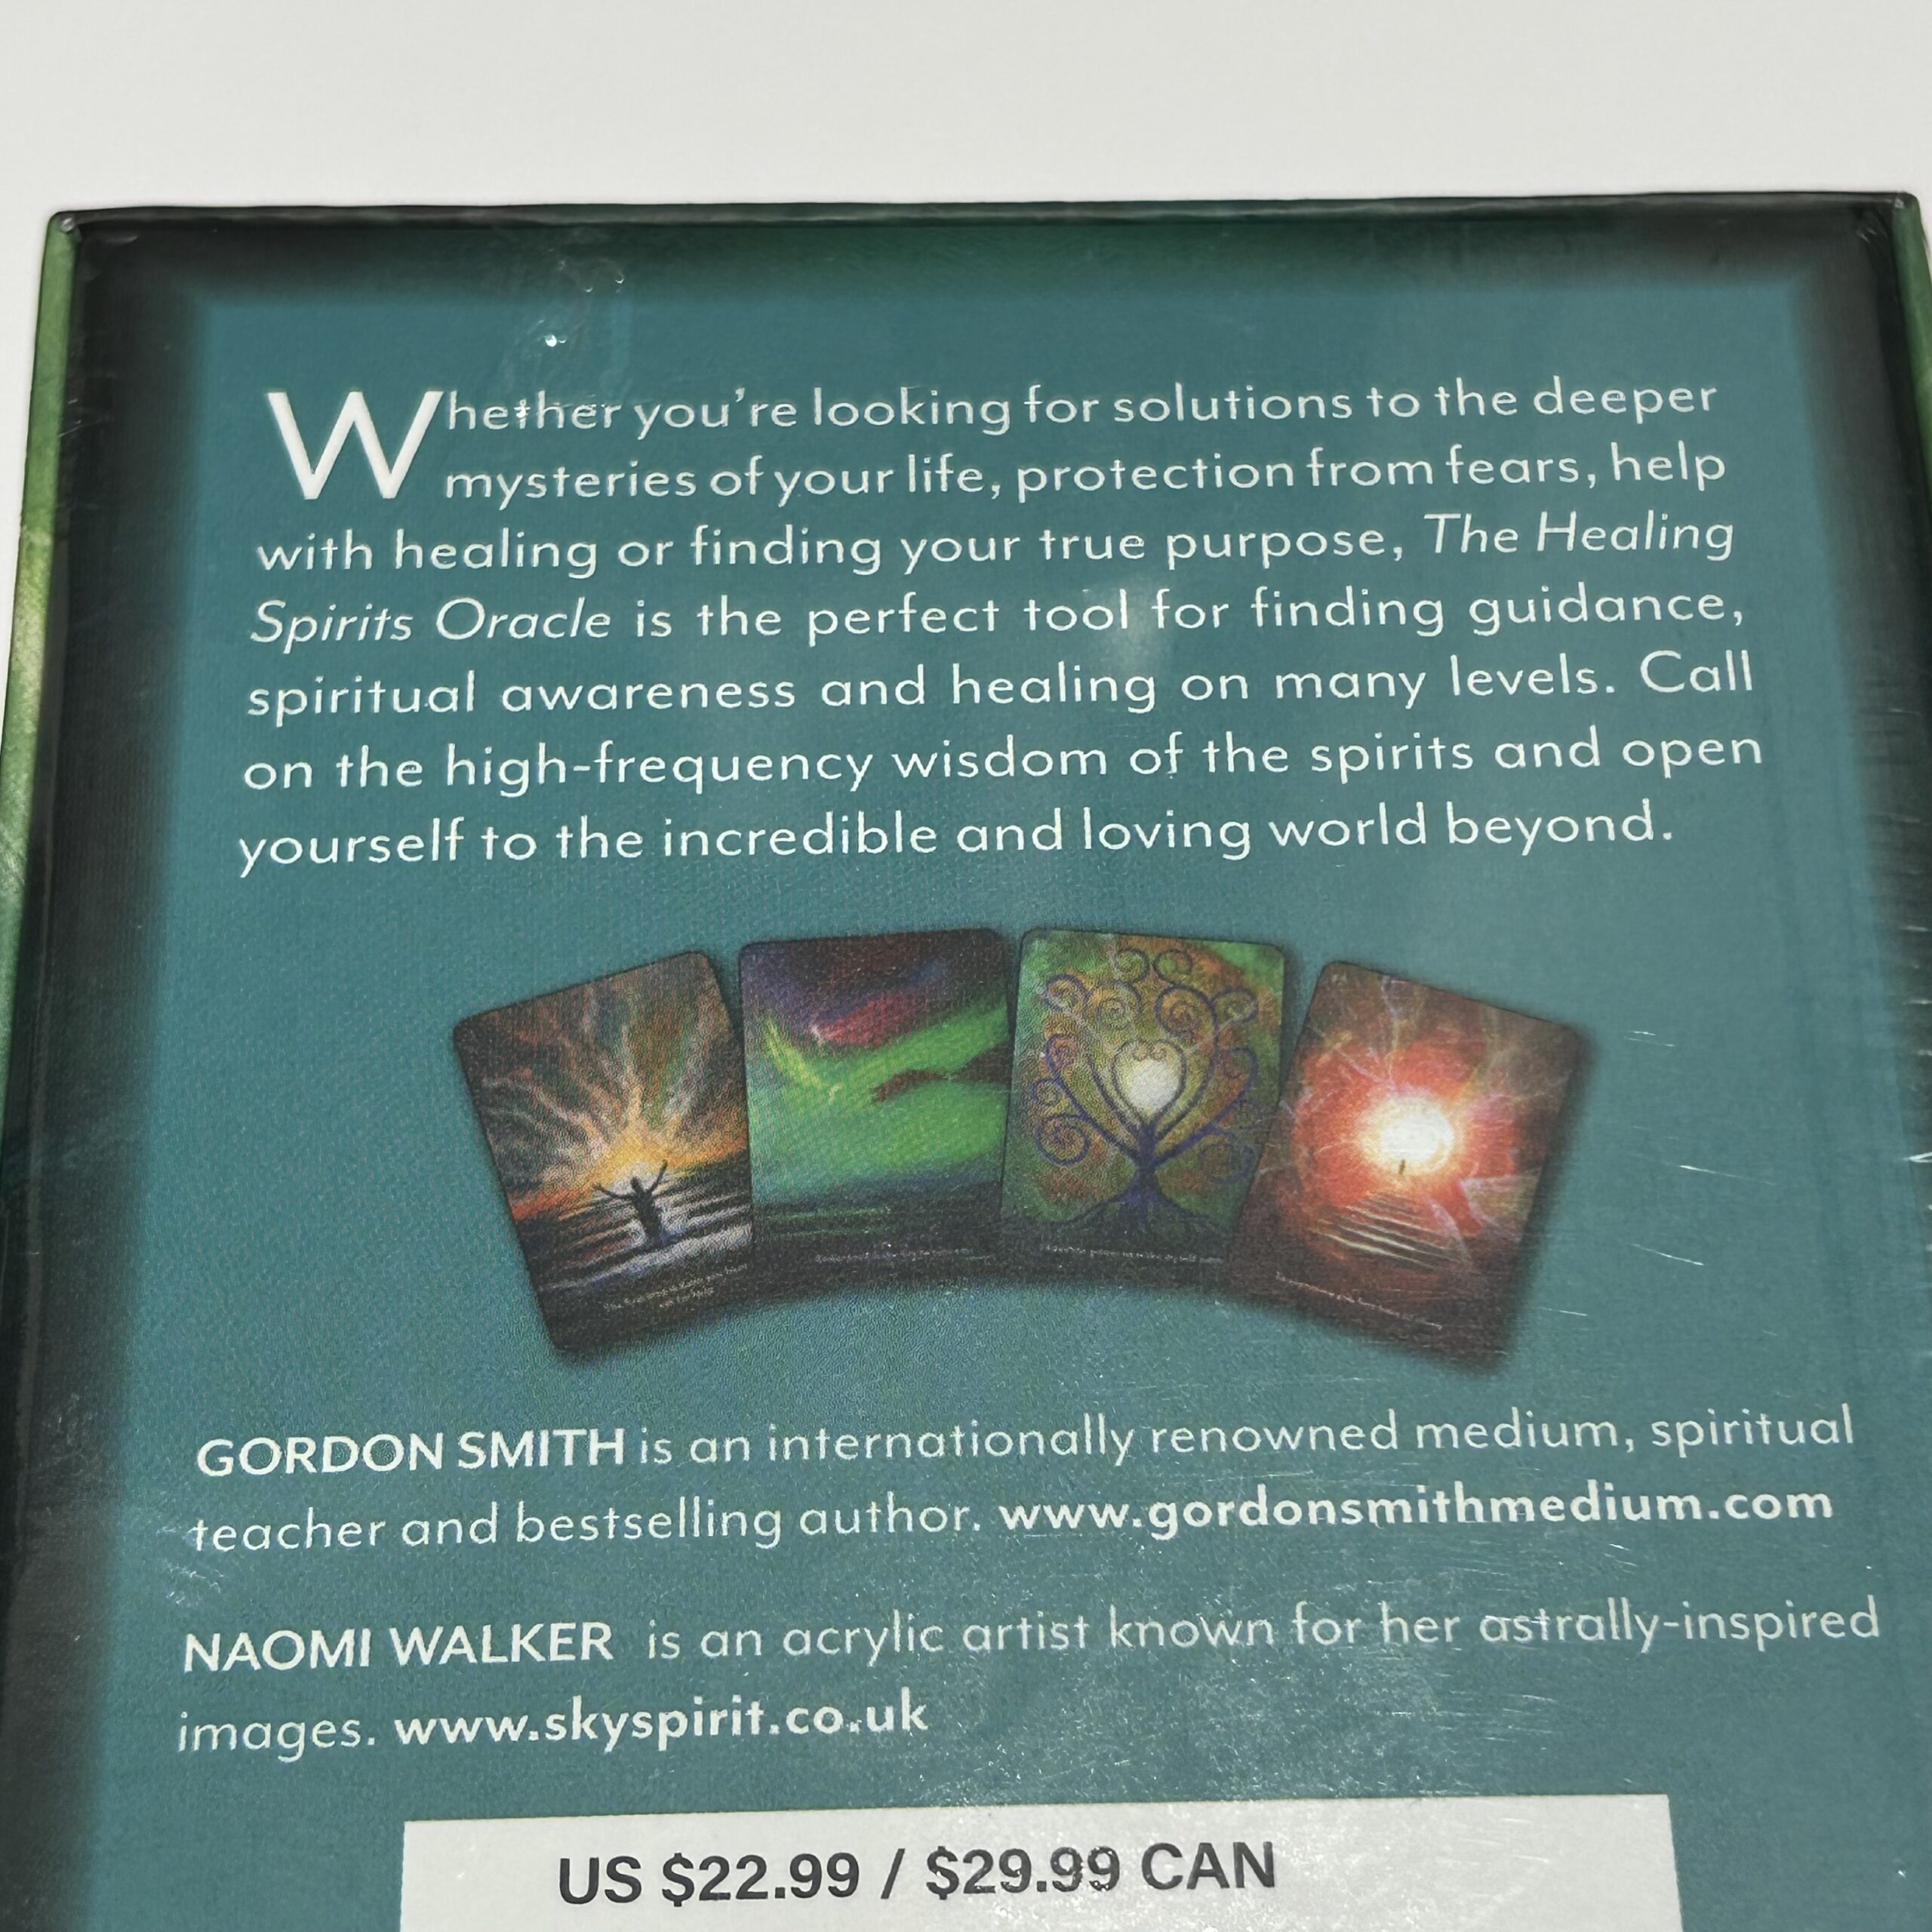 Whether you're looking for solutions to the deeper
mysteries of your life, protection from fears, help
with healing or finding your true purpose, The Healing
Spirits Oracle is the perfect tool for finding guidance,
spiritual awareness and healing on many levels. Call
on the high-frequency wisdom of the spirits and open
yourself to the incredible and loving world beyond.
GORDON SMITH is an internationally renowned medium, spiritual
teacher and bestselling author. www.gordonsmithmedium.com
NAOMI WALKER is an acrylic artist known for her astrally-inspired
images. www.skyspirit.co.uk
US $22.99 / $29.99 CAN